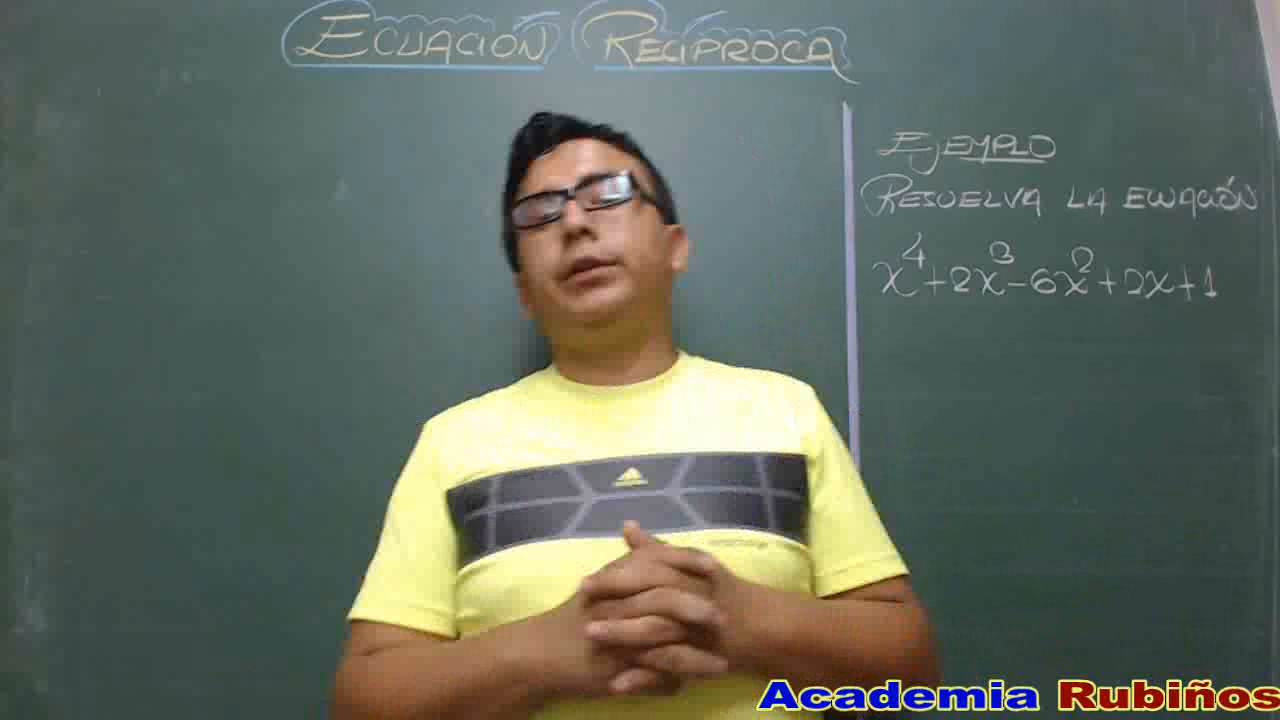 ECUACIÓN RECÍPROCA
EJEMPLO
RESUELVA LA ECUACIÓN
x⁴+2x³-6x²+2x+1
Academia Rubiños